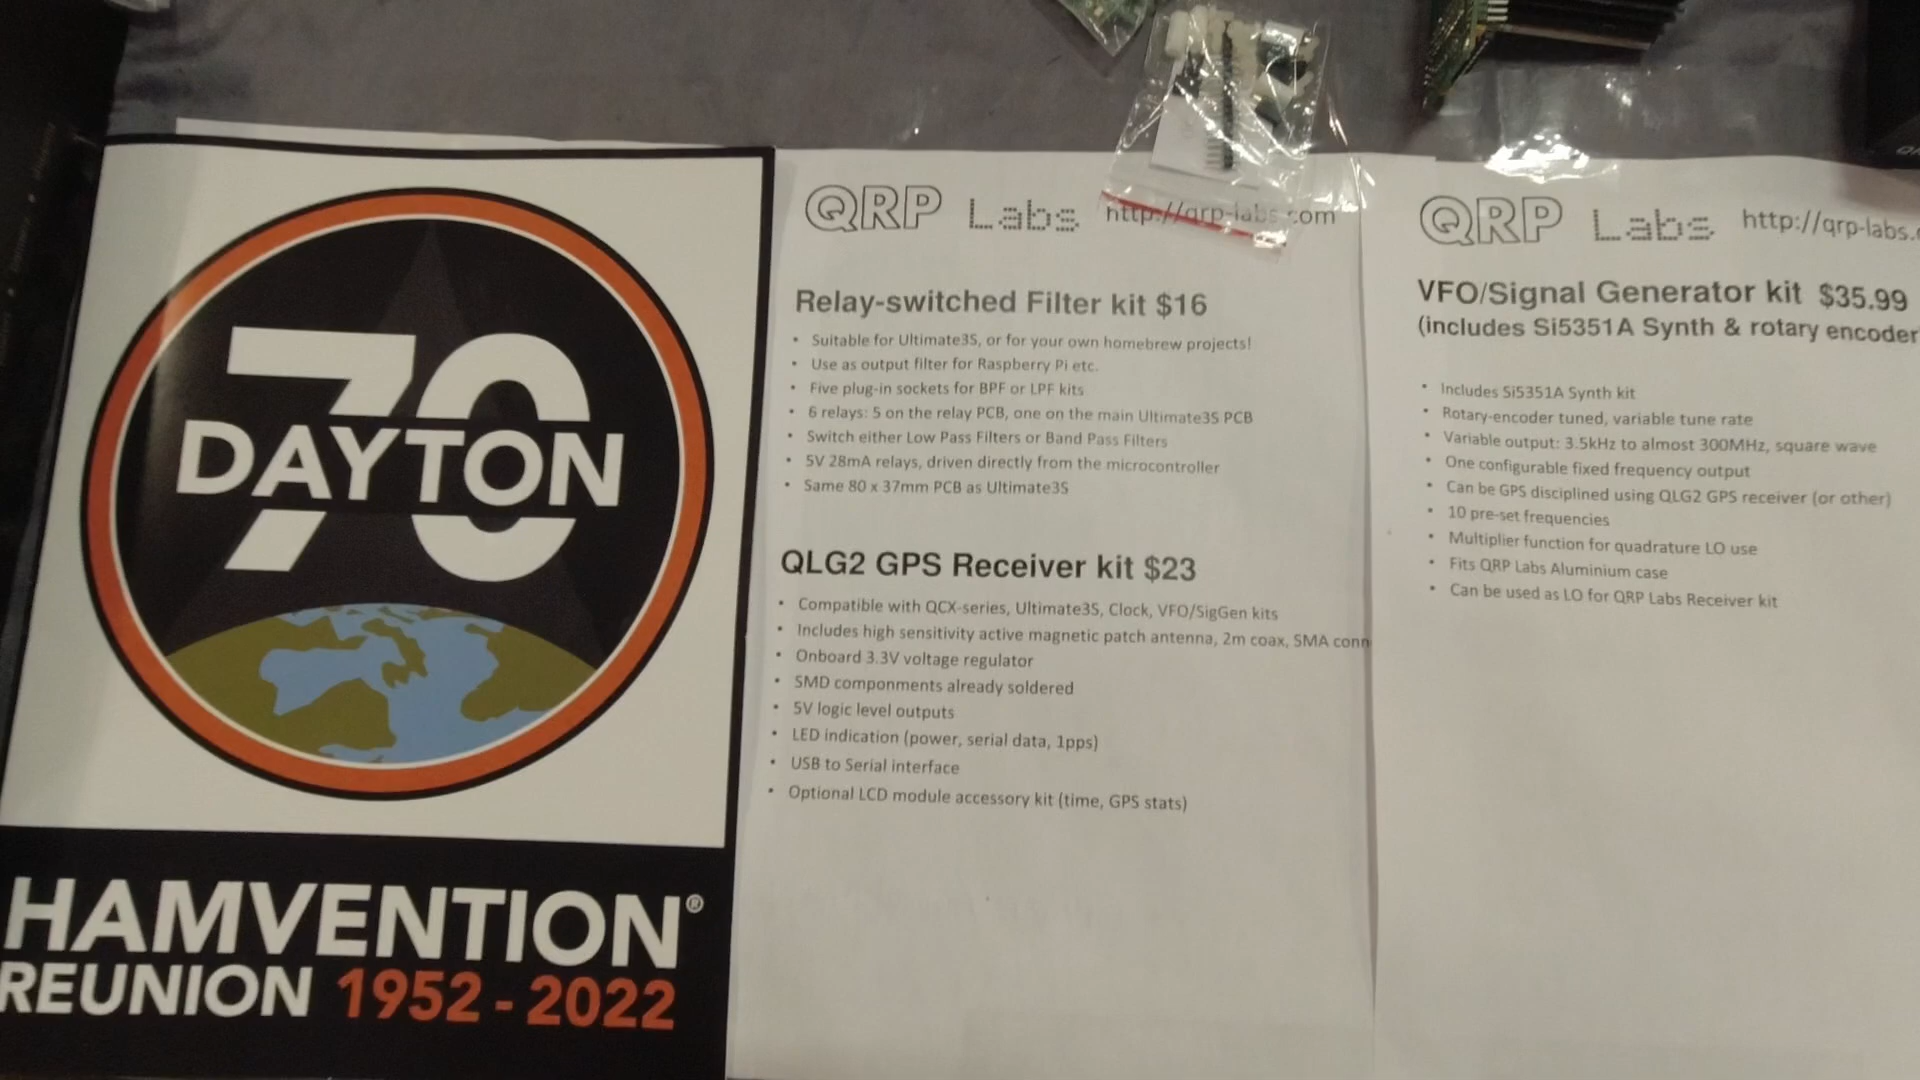 70
DAYTON
HAMVENTION®
REUNION 1952 - 2022
QRP Labs http://qrp-labs.com
Relay-switched Filter kit $16
• Suitable for Ultimate3S, or for your own homebrew projects!
• Use as output filter for Raspberry Pi etc.
• Five plug-in sockets for BPF or LPF kits
• 6 relays: 5 on the relay PCB, one on the main Ultimate3S PCB
• Switch either Low Pass Filters or Band Pass Filters
• 5V 28mA relays, driven directly from the microcontroller
• Same 80 x 37mm PCB as Ultimate3S
QLG2 GPS Receiver kit $23
• Compatible with QCX-series, Ultimate3S, Clock, VFO/SigGen kits
• Includes high sensitivity active magnetic patch antenna, 2m coax, SMA conn
• Onboard 3.3V voltage regulator
• SMD componments already soldered
• 5V logic level outputs
• LED indication (power, serial data, 1pps)
• USB to Serial interface
• Optional LCD module accessory kit (time, GPS stats)
QRP Labs http://qrp-labs.
VFO/Signal Generator kit $35.99
(includes Si5351A Synth & rotary encoder
• Includes Si5351A Synth kit
• Rotary-encoder tuned, variable tune rate
• Variable output: 3.5kHz to almost 300MHz, square wave
• One configurable fixed frequency output
• Can be GPS disciplined using QLG2 GPS receiver (or other)
• 10 pre-set frequencies
• Multiplier function for quadrature LO use
• Fits QRP Labs Aluminium case
• Can be used as LO for QRP Labs Receiver kit